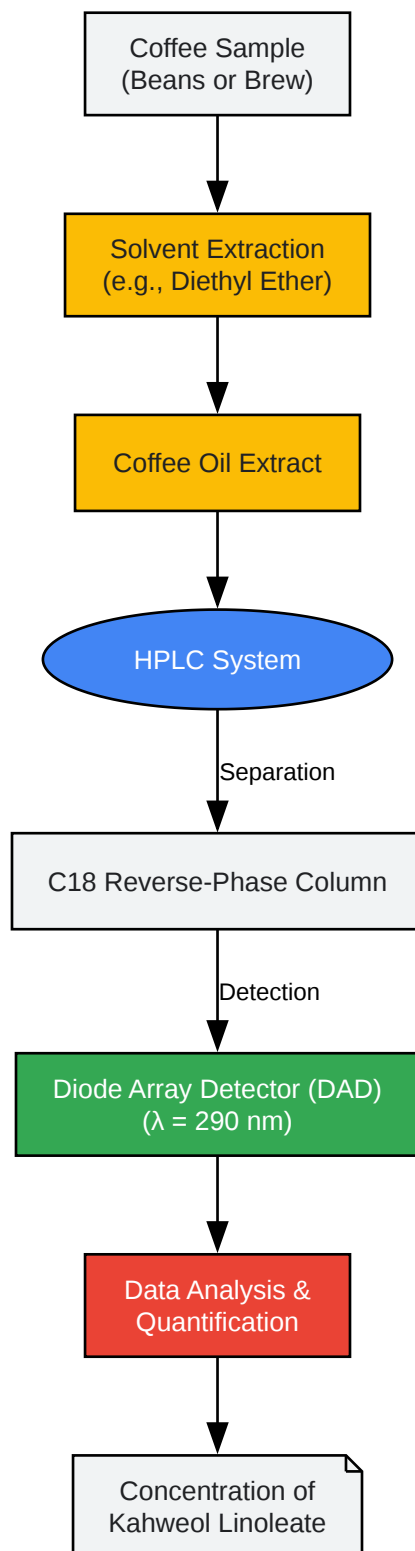 Coffee Sample
(Beans or Brew)
Solvent Extraction
(e.g., Diethyl Ether)
Coffee Oil Extract
HPLC System
Separation
C18 Reverse-Phase Column
Detection
Diode Array Detector (DAD)
(λ = 290 nm)
Data Analysis &
Quantification
Concentration of
Kahweol Linoleate